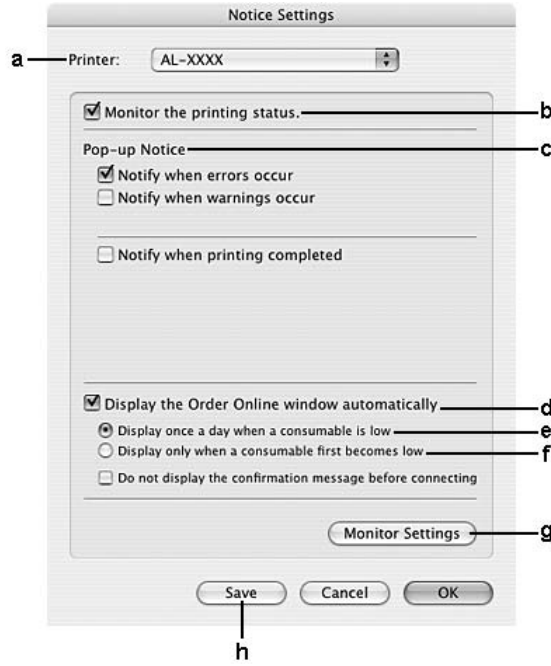 Notice Settings
a Printer: AL-XXXX
Monitor the printing status. b
Pop-up Notice c
Notify when errors occur
Notify when warnings occur
Notify when printing completed
Display the Order Online window automatically d
Display once a day when a consumable is low e
Display only when a consumable first becomes low f
Do not display the confirmation message before connecting
Monitor Settings g
Save Cancel OK
h